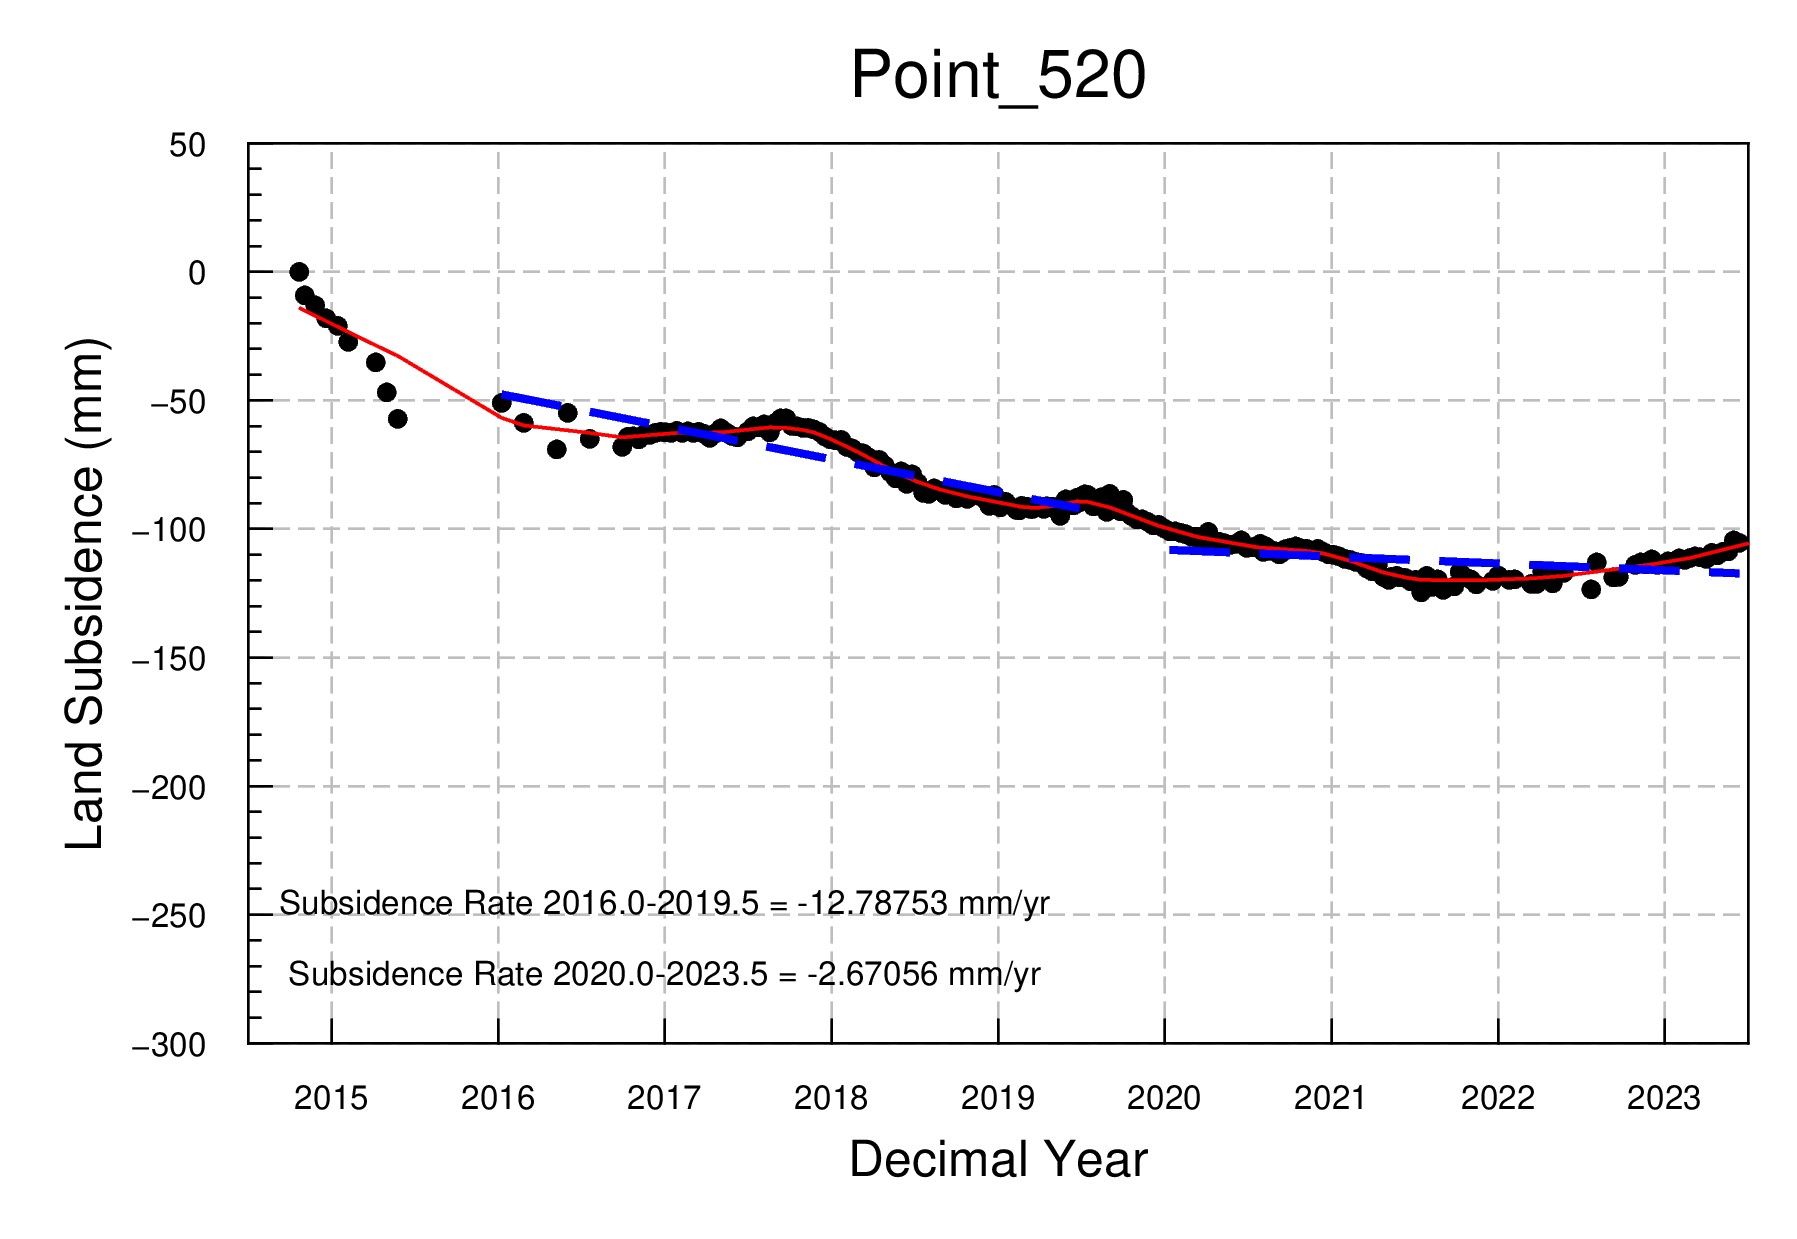 Point_520
50
0
−50
−100
−150
−200
−250
−300
Land Subsidence (mm)
Subsidence Rate 2016.0-2019.5 = -12.78753 mm/yr
Subsidence Rate 2020.0-2023.5 = -2.67056 mm/yr
2015 2016 2017 2018 2019 2020 2021 2022 2023
Decimal Year